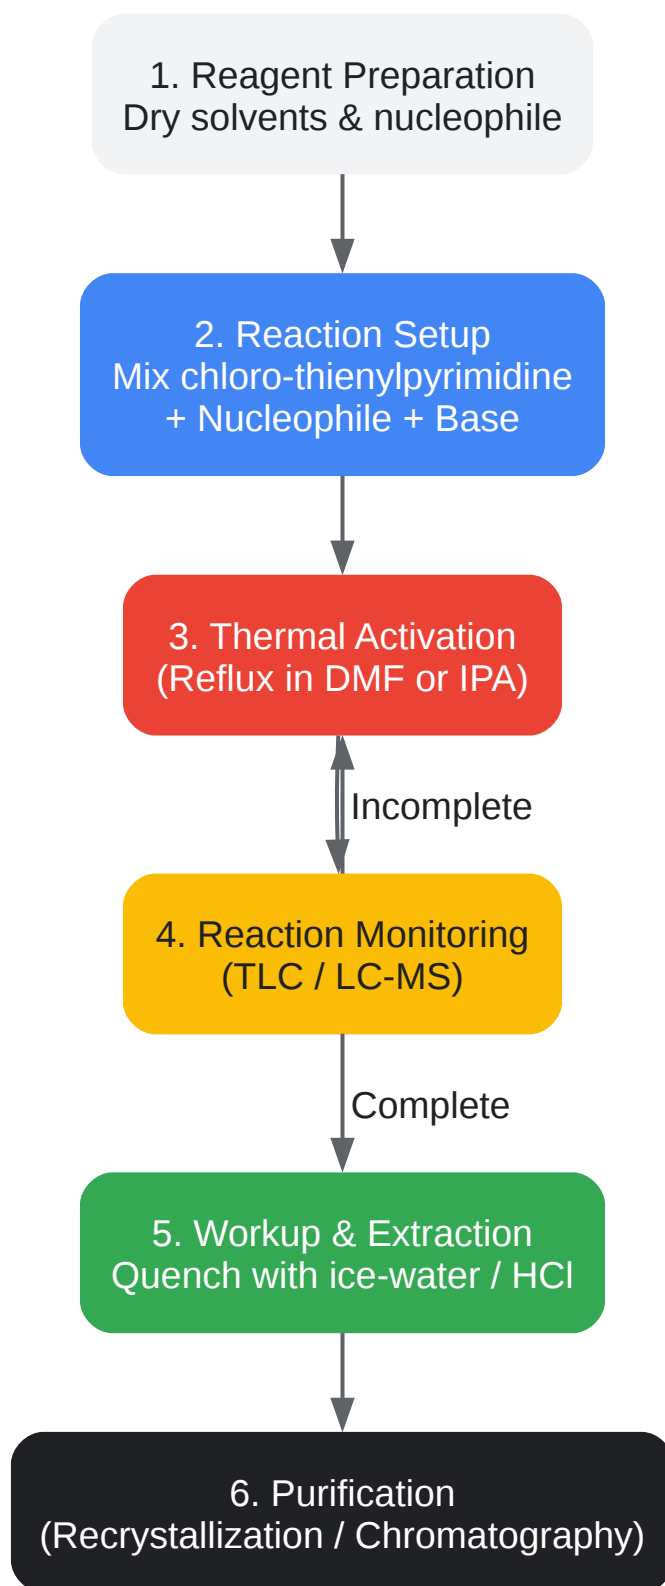 1. Reagent Preparation
Dry solvents & nucleophile
2. Reaction Setup
Mix chloro-thienylpyrimidine
+ Nucleophile + Base
3. Thermal Activation
(Reflux in DMF or IPA)
Incomplete
4. Reaction Monitoring
(TLC / LC-MS)
Complete
5. Workup & Extraction
Quench with ice-water / HCl
6. Purification
(Recrystallization / Chromatography)